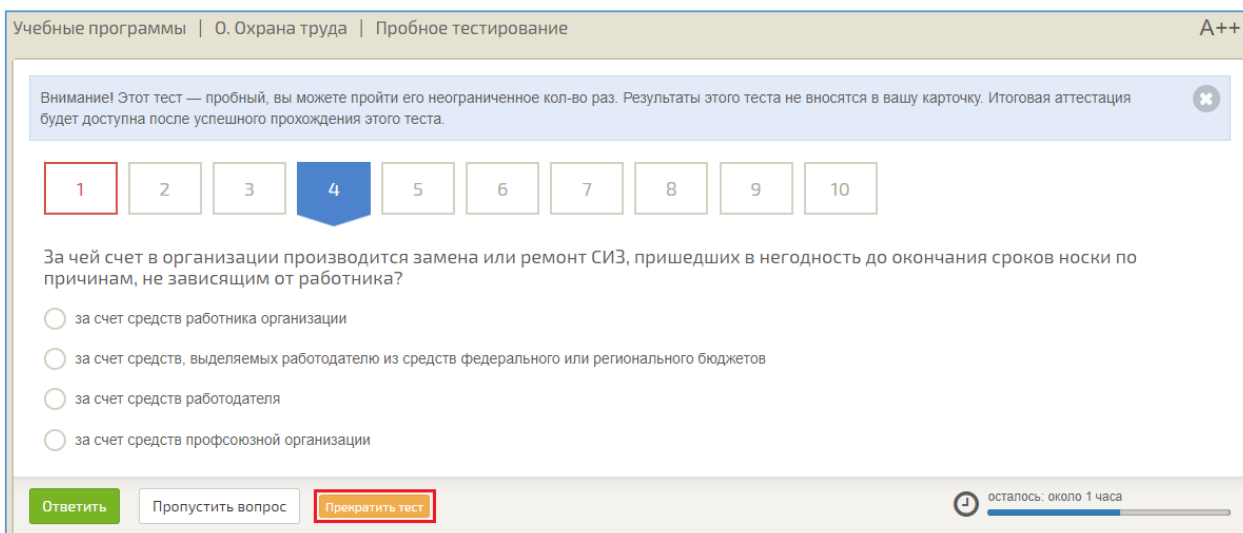 Учебные программы | О. Охрана труда | Пробное тестирование A++
Внимание! Этот тест — пробный, вы можете пройти его неограниченное кол-во раз. Результаты этого теста не вносятся в вашу карточку. Итоговая аттестация
будет доступна после успешного прохождения этого теста.
1 2 3 4 5 6 7 8 9 10
За чей счет в организации производится замена или ремонт СИЗ, пришедших в негодность до окончания сроков носки по
причинам, не зависящим от работника?
за счет средств работника организации
за счет средств, выделяемых работодателю из средств федерального или регионального бюджетов
за счет средств работодателя
за счет средств профсоюзной организации
Ответить Пропустить вопрос Прекратить тест осталось: около 1 часа